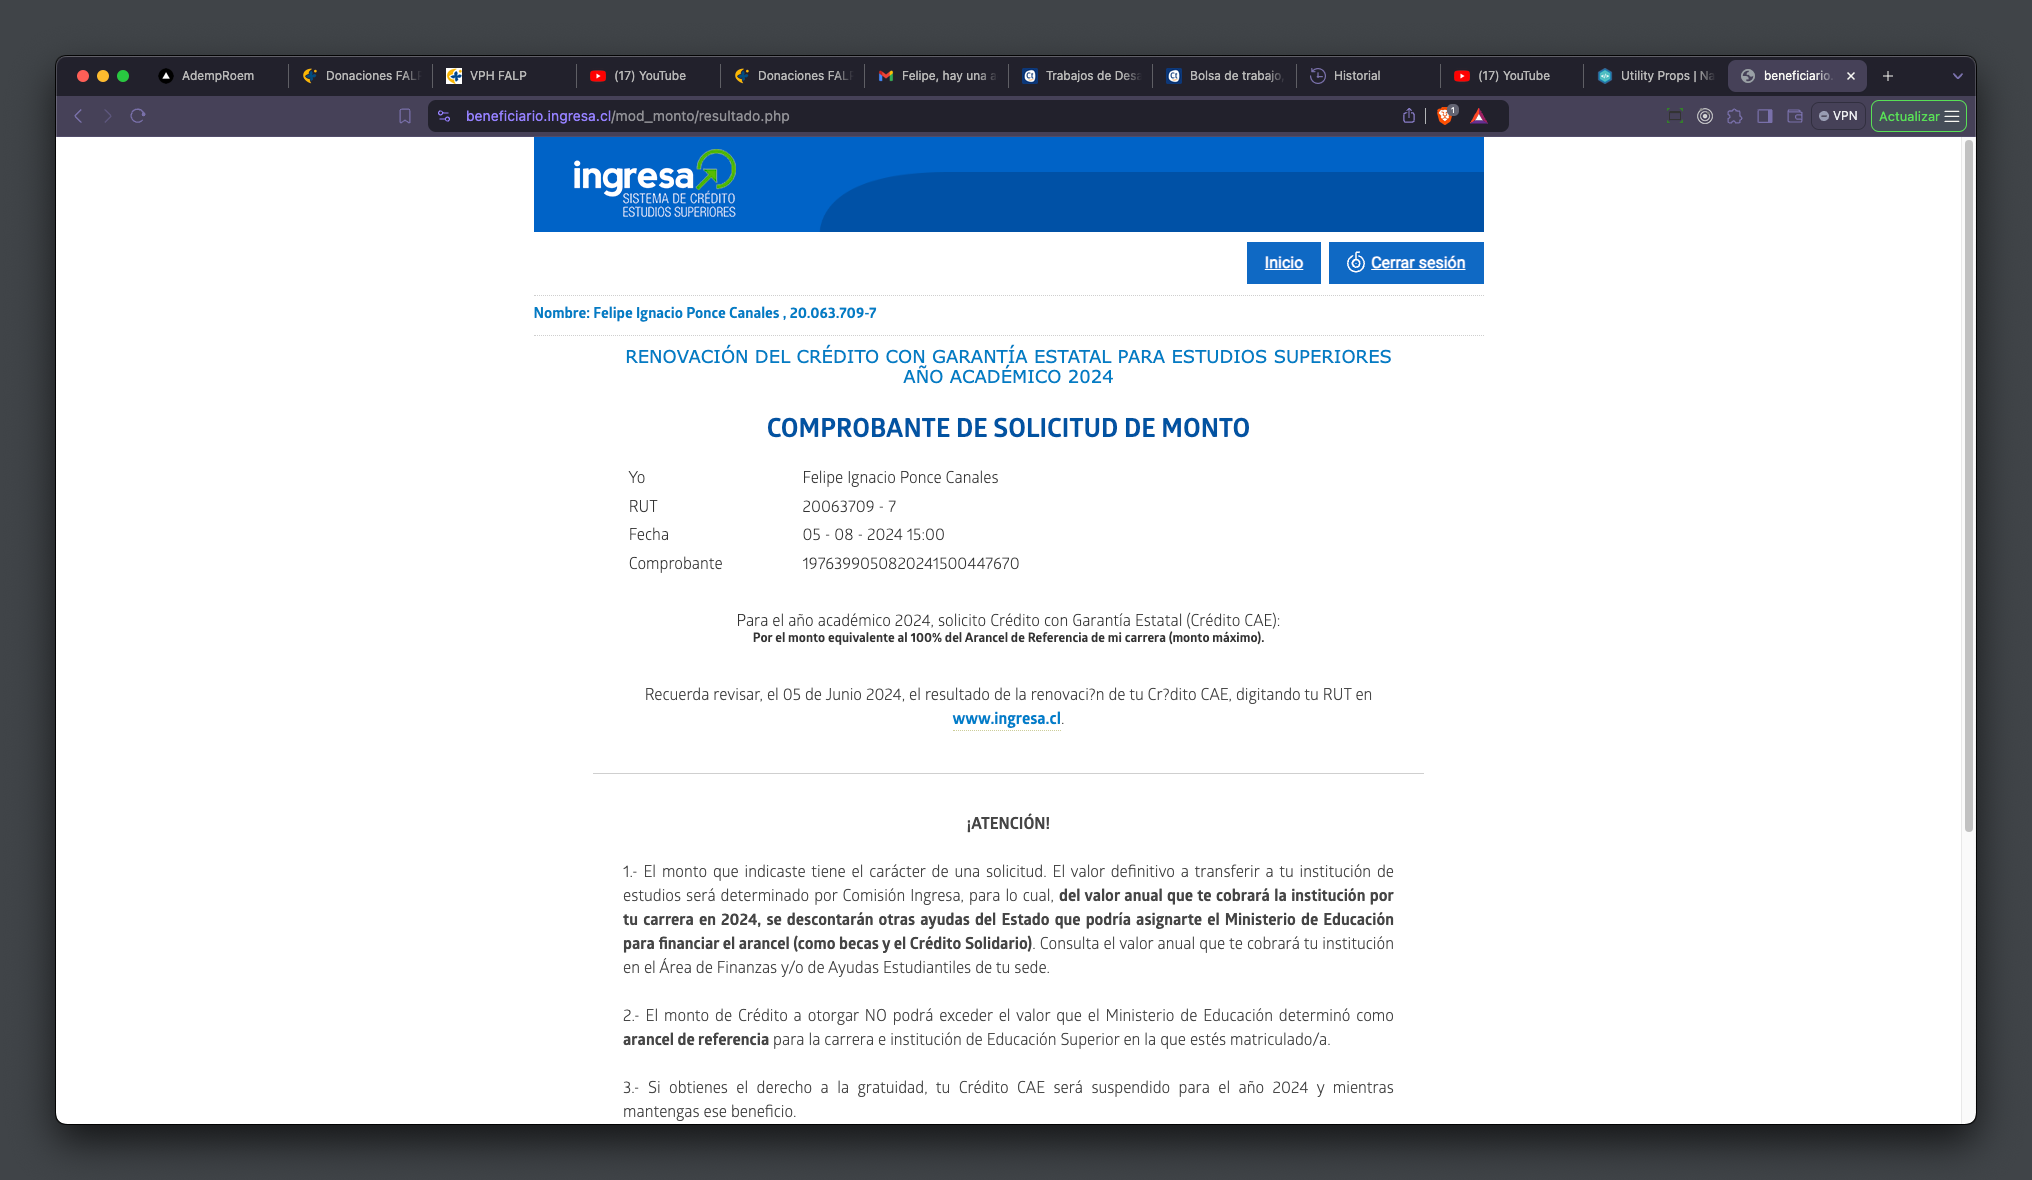 AdempRoem
Donaciones FAL
VPH FALP
(17) YouTube
Donaciones FAL
Felipe, hay una a
Trabajos de Desa
Bolsa de trabajo,
Historial
(17) YouTube
Utility Props | Na
beneficiario.
beneficiario.ingresa.cl/mod_monto/resultado.php
1
VPN
Actualizar
ingresa
SISTEMA DE CRÉDITO
ESTUDIOS SUPERIORES
Inicio
Cerrar sesión
Nombre: Felipe Ignacio Ponce Canales , 20.063.709-7
RENOVACIÓN DEL CRÉDITO CON GARANTÍA ESTATAL PARA ESTUDIOS SUPERIORES
AÑO ACADÉMICO 2024
COMPROBANTE DE SOLICITUD DE MONTO
Yo Felipe Ignacio Ponce Canales
RUT 20063709 - 7
Fecha 05 - 08 - 2024 15:00
Comprobante 1976399050820241500447670
Para el año académico 2024, solicito Crédito con Garantía Estatal (Crédito CAE):
Por el monto equivalente al 100% del Arancel de Referencia de mi carrera (monto máximo).
Recuerda revisar, el 05 de Junio 2024, el resultado de la renovaci?n de tu Cr?dito CAE, digitando tu RUT en
www.ingresa.cl.
¡ATENCIÓN!
1.- El monto que indicaste tiene el carácter de una solicitud. El valor definitivo a transferir a tu institución de
estudios será determinado por Comisión Ingresa, para lo cual, del valor anual que te cobrará la institución por
tu carrera en 2024, se descontarán otras ayudas del Estado que podría asignarte el Ministerio de Educación
para financiar el arancel (como becas y el Crédito Solidario). Consulta el valor anual que te cobrará tu institución
en el Área de Finanzas y/o de Ayudas Estudiantiles de tu sede.
2.- El monto de Crédito a otorgar NO podrá exceder el valor que el Ministerio de Educación determinó como
arancel de referencia para la carrera e institución de Educación Superior en la que estés matriculado/a.
3.- Si obtienes el derecho a la gratuidad, tu Crédito CAE será suspendido para el año 2024 y mientras
mantengas ese beneficio.